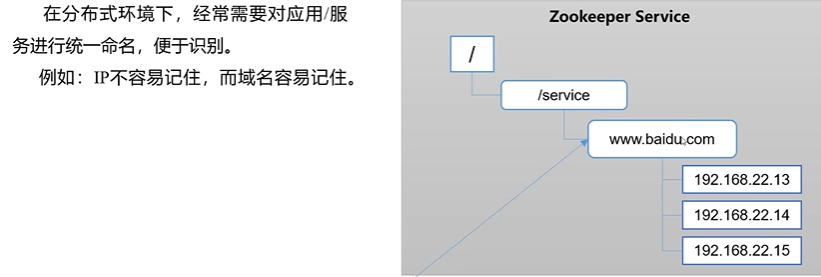 在分布式环境下，经常需要对应用/服
务进行统一命名，便于识别。
例如：IP不容易记住，而域名容易记住。
Zookeeper Service
/
/service
www.baidu.com
192.168.22.13
192.168.22.14
192.168.22.15